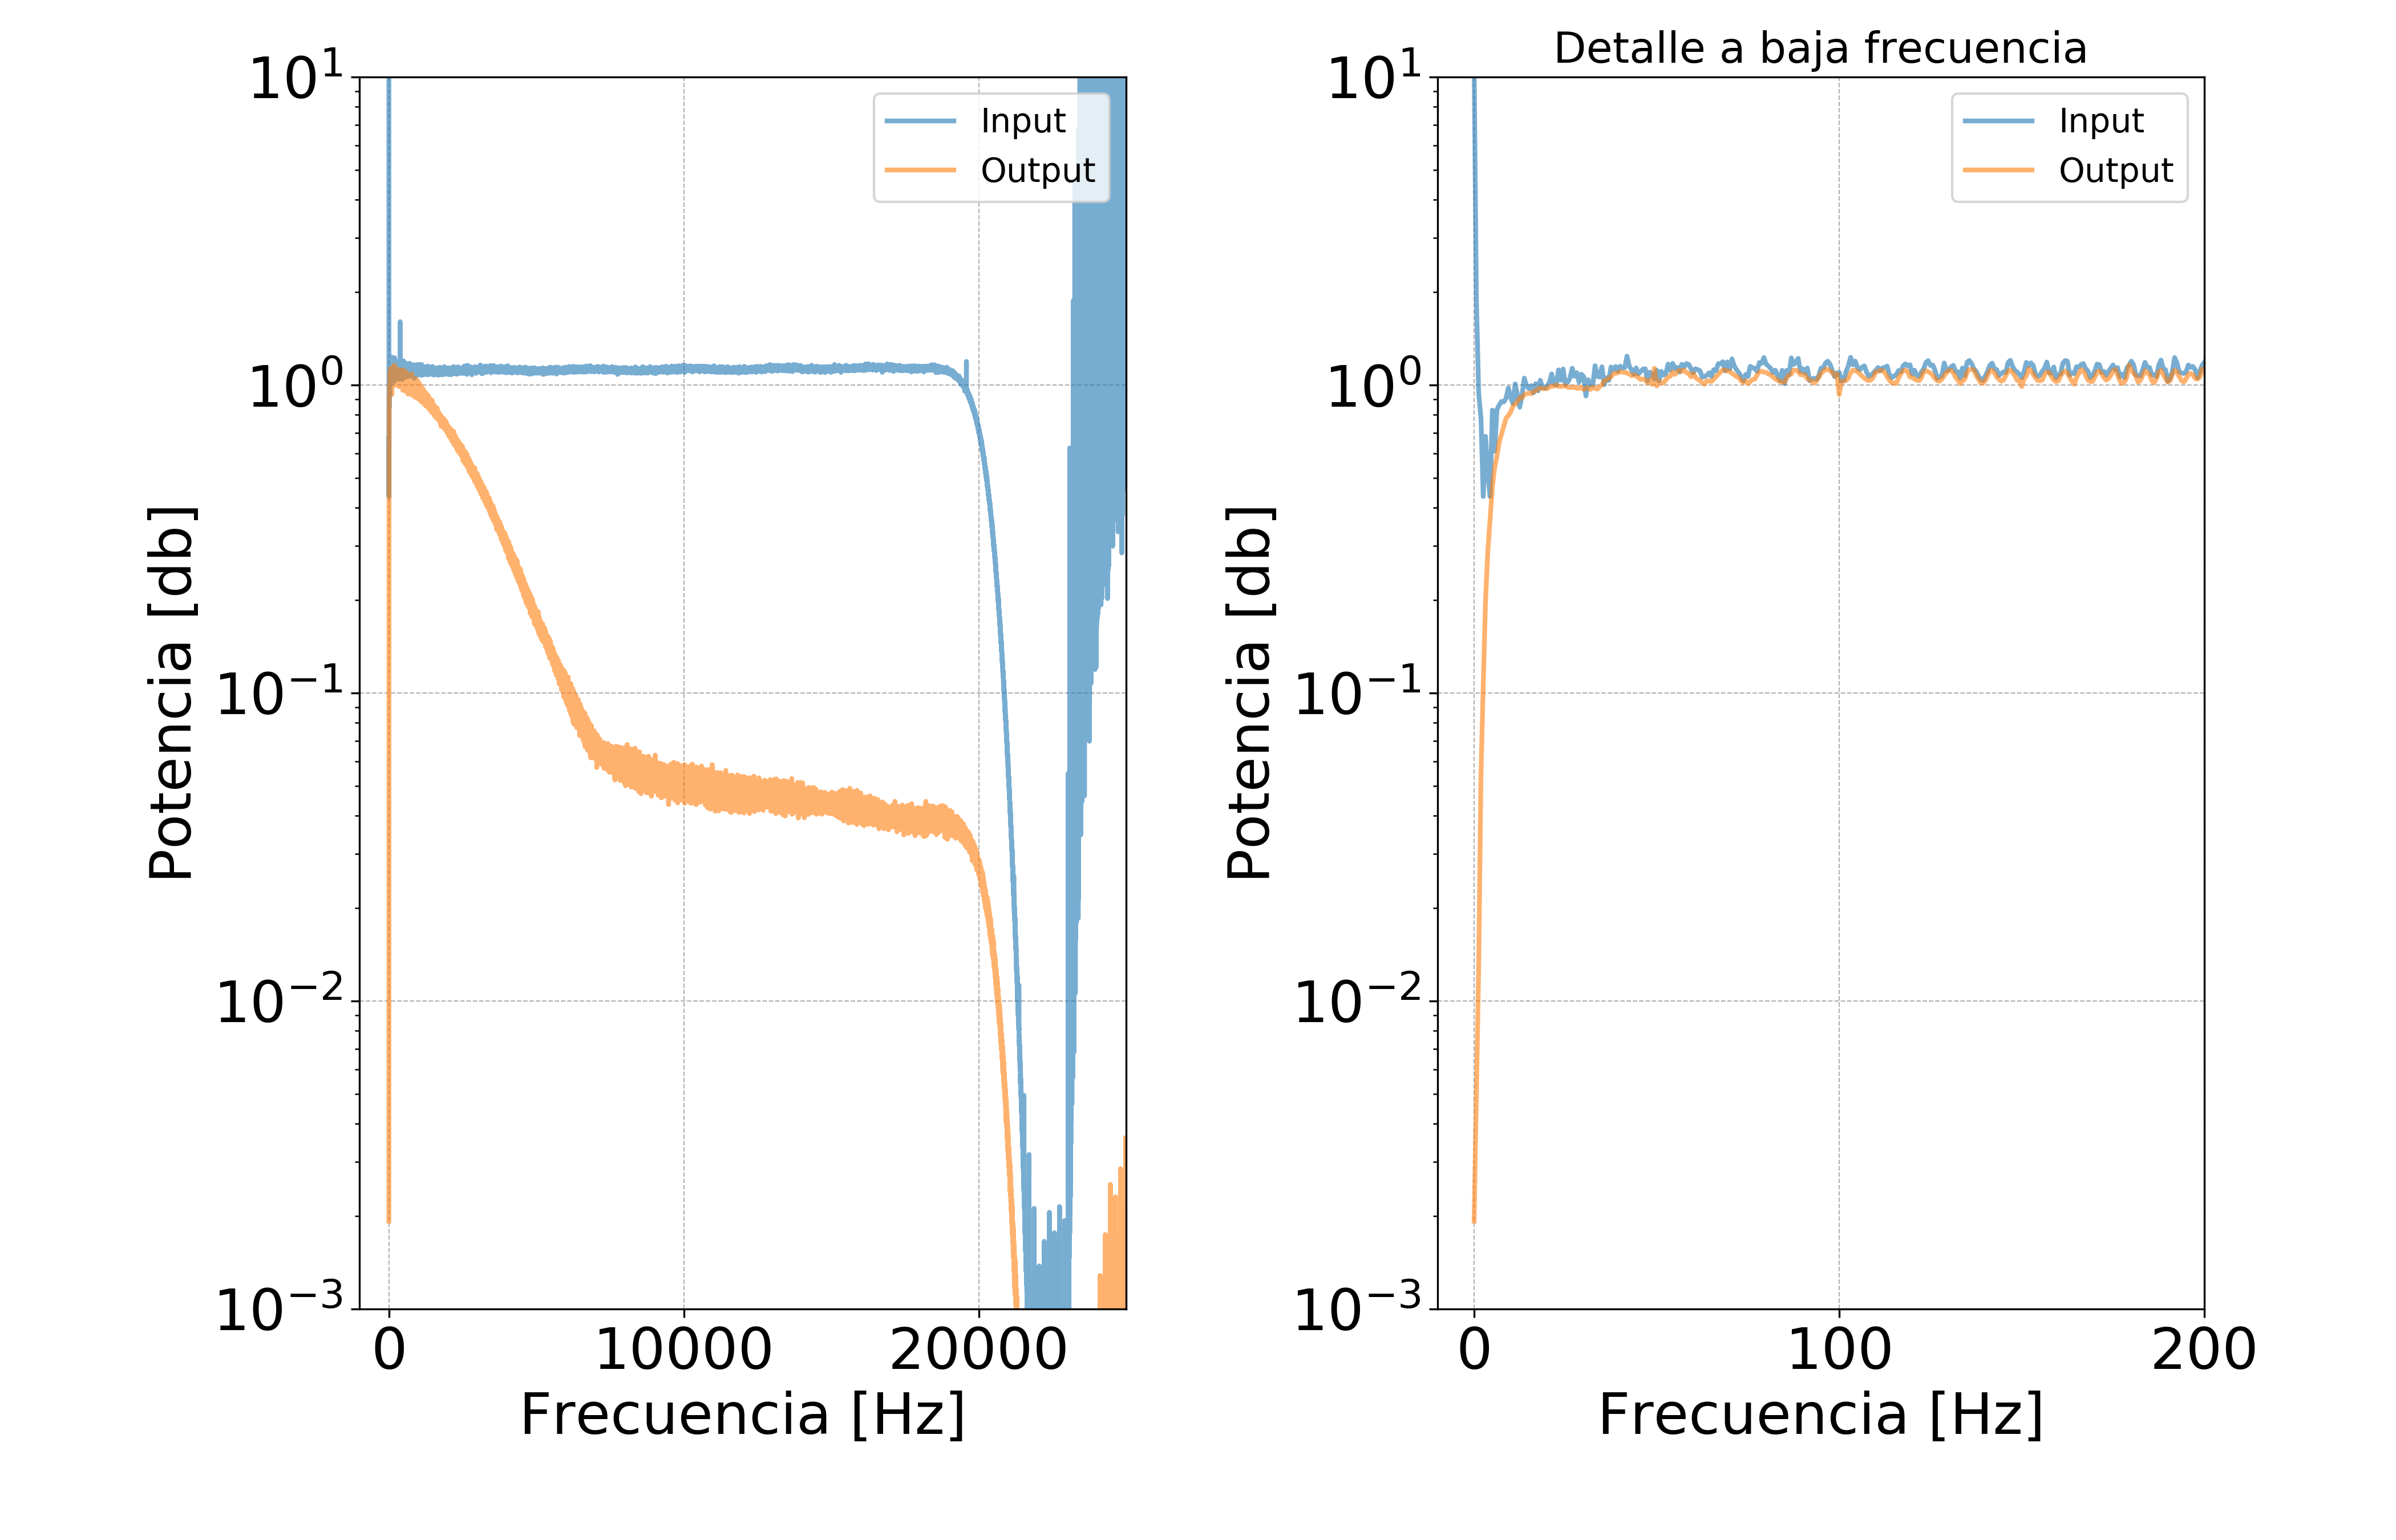 Potencia [db]
10¹
10⁰
10⁻¹
10⁻²
10⁻³
Input
Output
0
10000
20000
Frecuencia [Hz]
Detalle a baja frecuencia
Potencia [db]
10¹
10⁰
10⁻¹
10⁻²
10⁻³
Input
Output
0
100
200
Frecuencia [Hz]